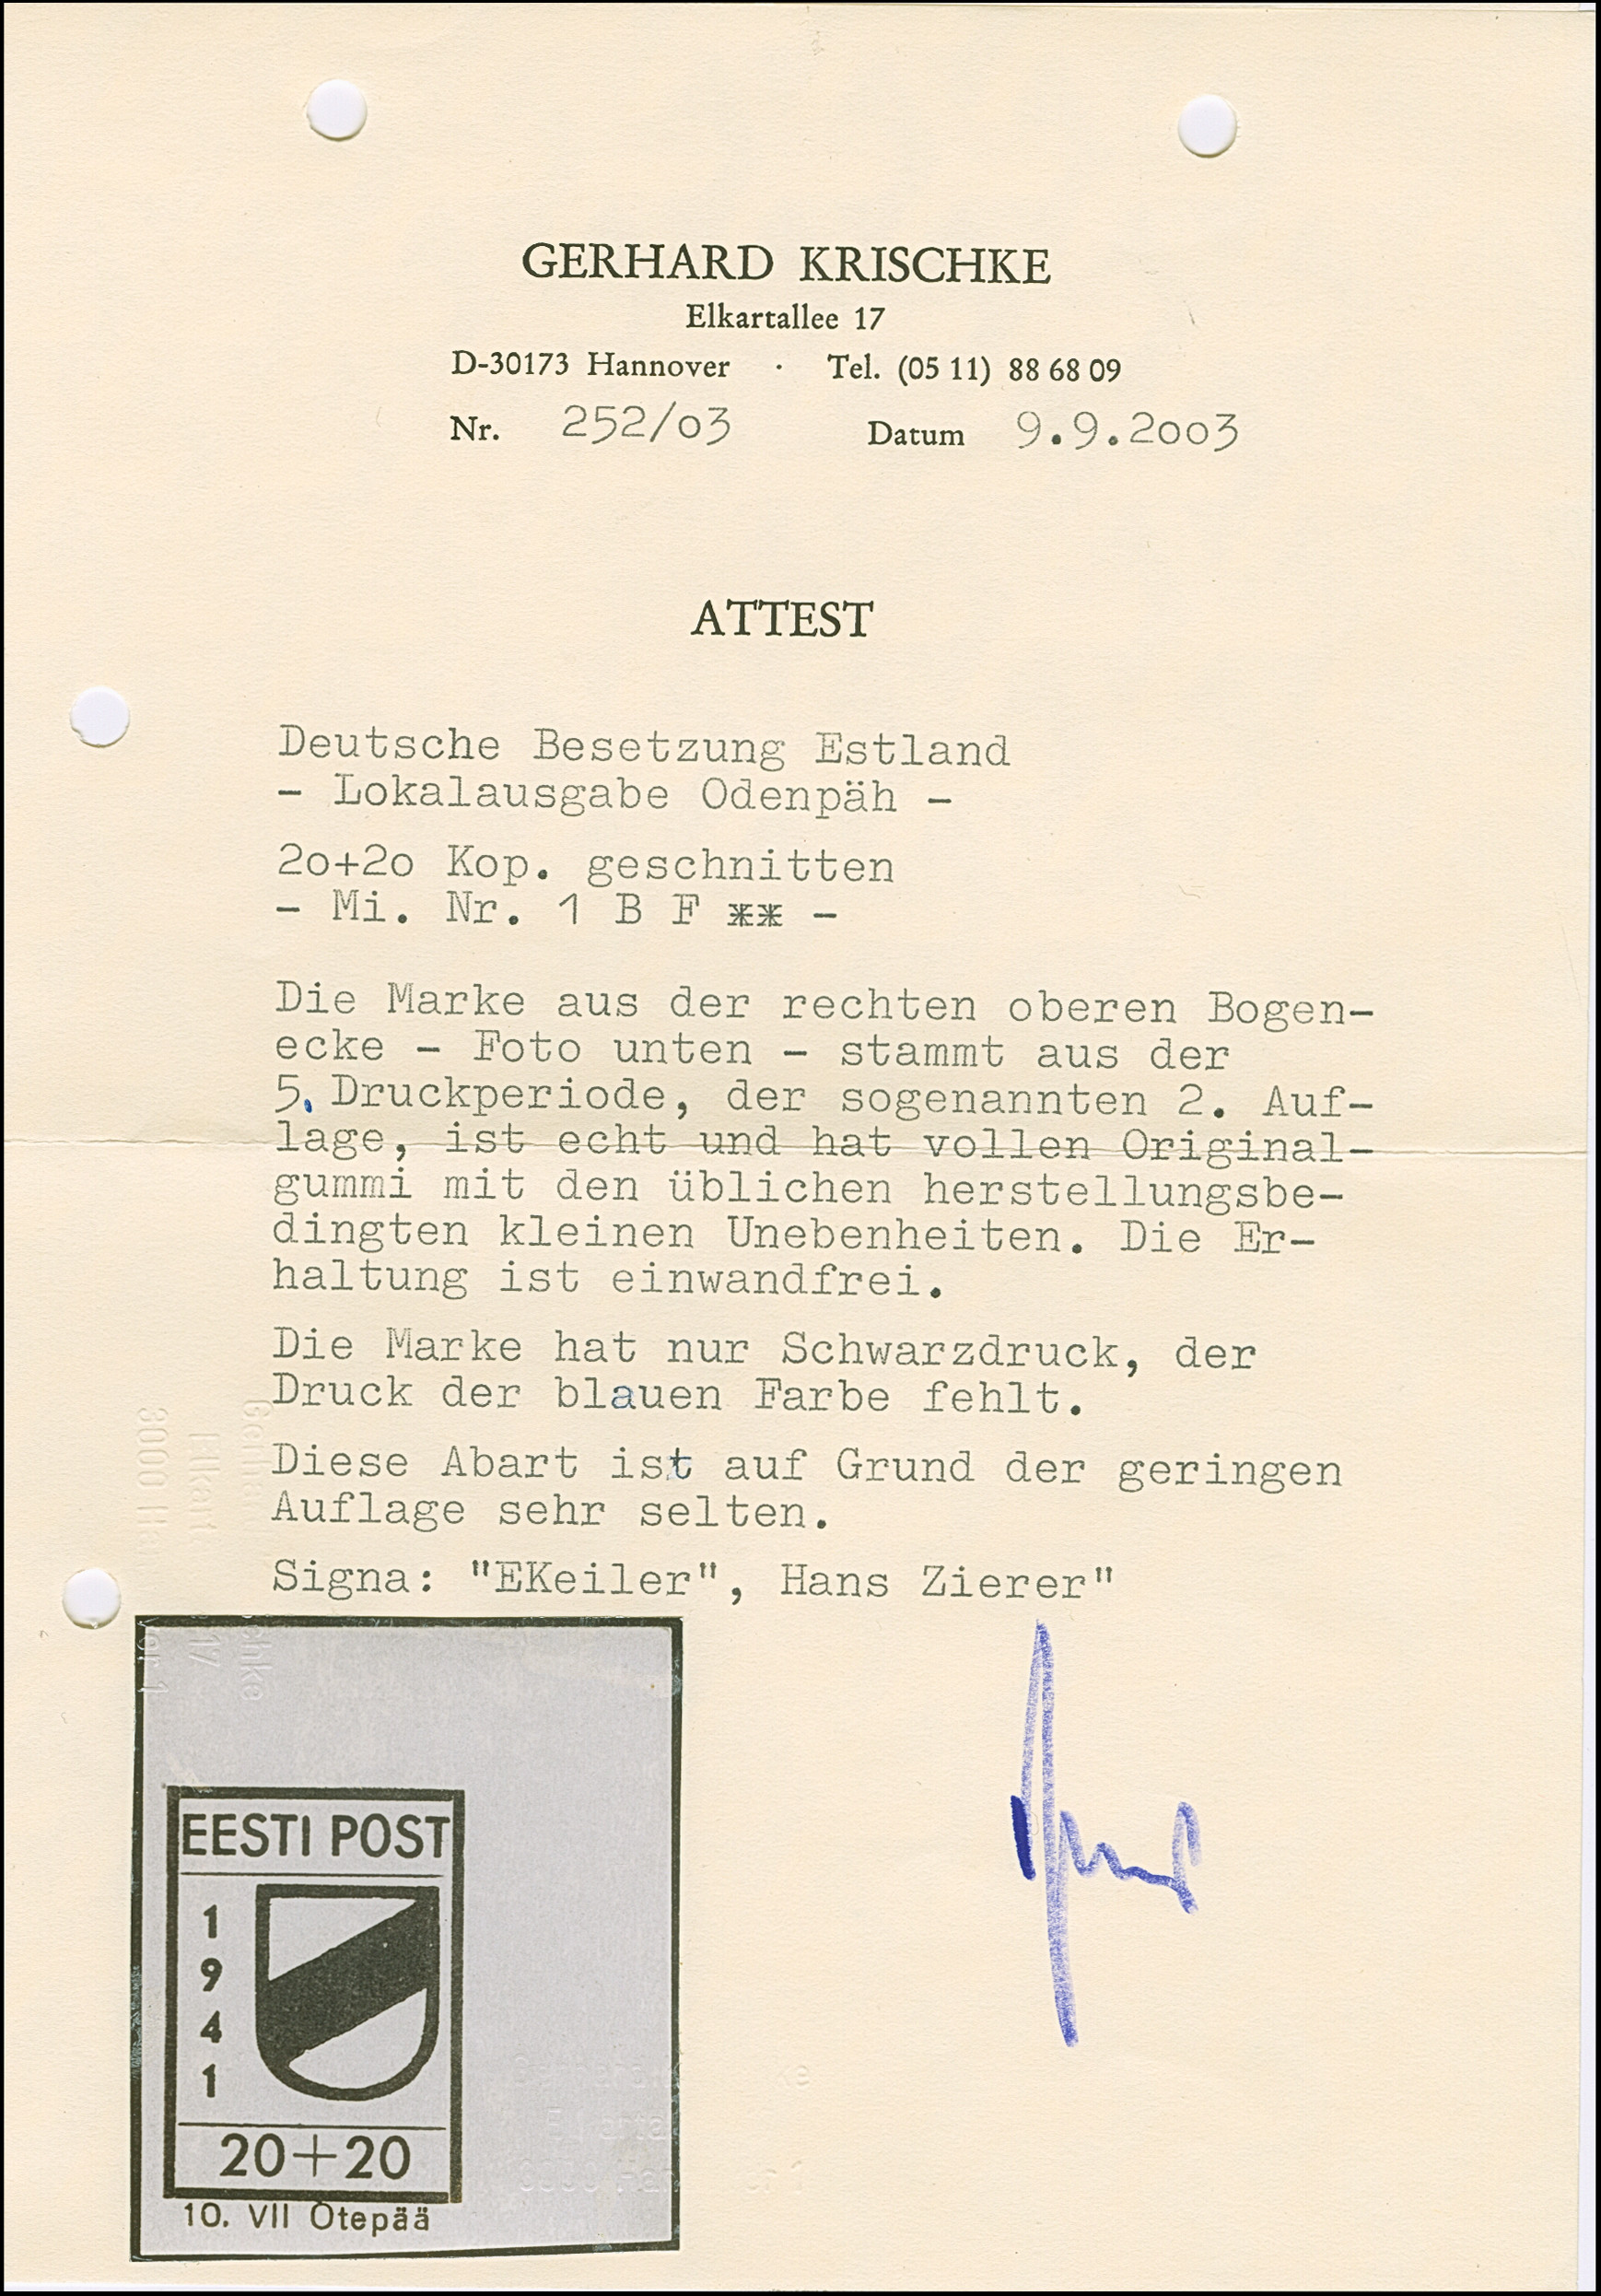 GERHARD KRISCHKE
Elkartallee 17
D-30173 Hannover · Tel. (05 11) 88 68 09
Nr. 252/o3 Datum 9.9.2oo3
ATTEST
Deutsche Besetzung Estland
- Lokalausgabe Odenpäh -
2o+2o Kop. geschnitten
- Mi. Nr. 1 B F ** -
Die Marke aus der rechten oberen Bogen-
ecke - Foto unten - stammt aus der
5. Druckperiode, der sogenannten 2. Auf-
lage, ist echt und hat vollen Original-
gummi mit den üblichen herstellungsbe-
dingten kleinen Unebenheiten. Die Er-
haltung ist einwandfrei.
Die Marke hat nur Schwarzdruck, der
Druck der blauen Farbe fehlt.
Diese Abart ist auf Grund der geringen
Auflage sehr selten.
Signa: "EKeiler", Hans Zierer"
EESTI POST
1
9
4
1
20+20
10. VII Otepää